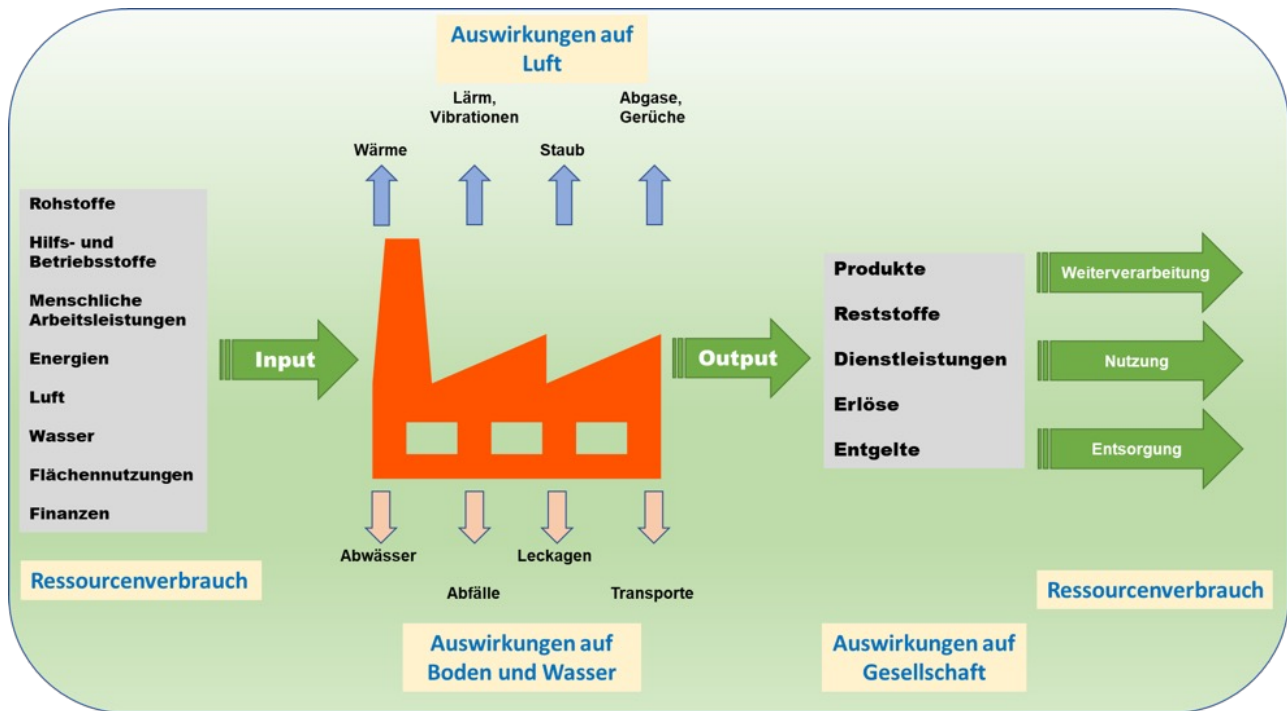 Auswirkungen auf
Luft
Lärm,
Vibrationen
Abgase,
Gerüche
Wärme
Staub
Rohstoffe
Hilfs- und
Betriebsstoffe
Menschliche
Arbeitsleistungen
Energien
Luft
Wasser
Flächennutzungen
Finanzen
Ressourcenverbrauch
Input
Abwässer
Abfälle
Leckagen
Transporte
Auswirkungen auf
Boden und Wasser
Output
Produkte
Reststoffe
Dienstleistungen
Erlöse
Entgelte
Auswirkungen auf
Gesellschaft
Weiterverarbeitung
Nutzung
Entsorgung
Ressourcenverbrauch